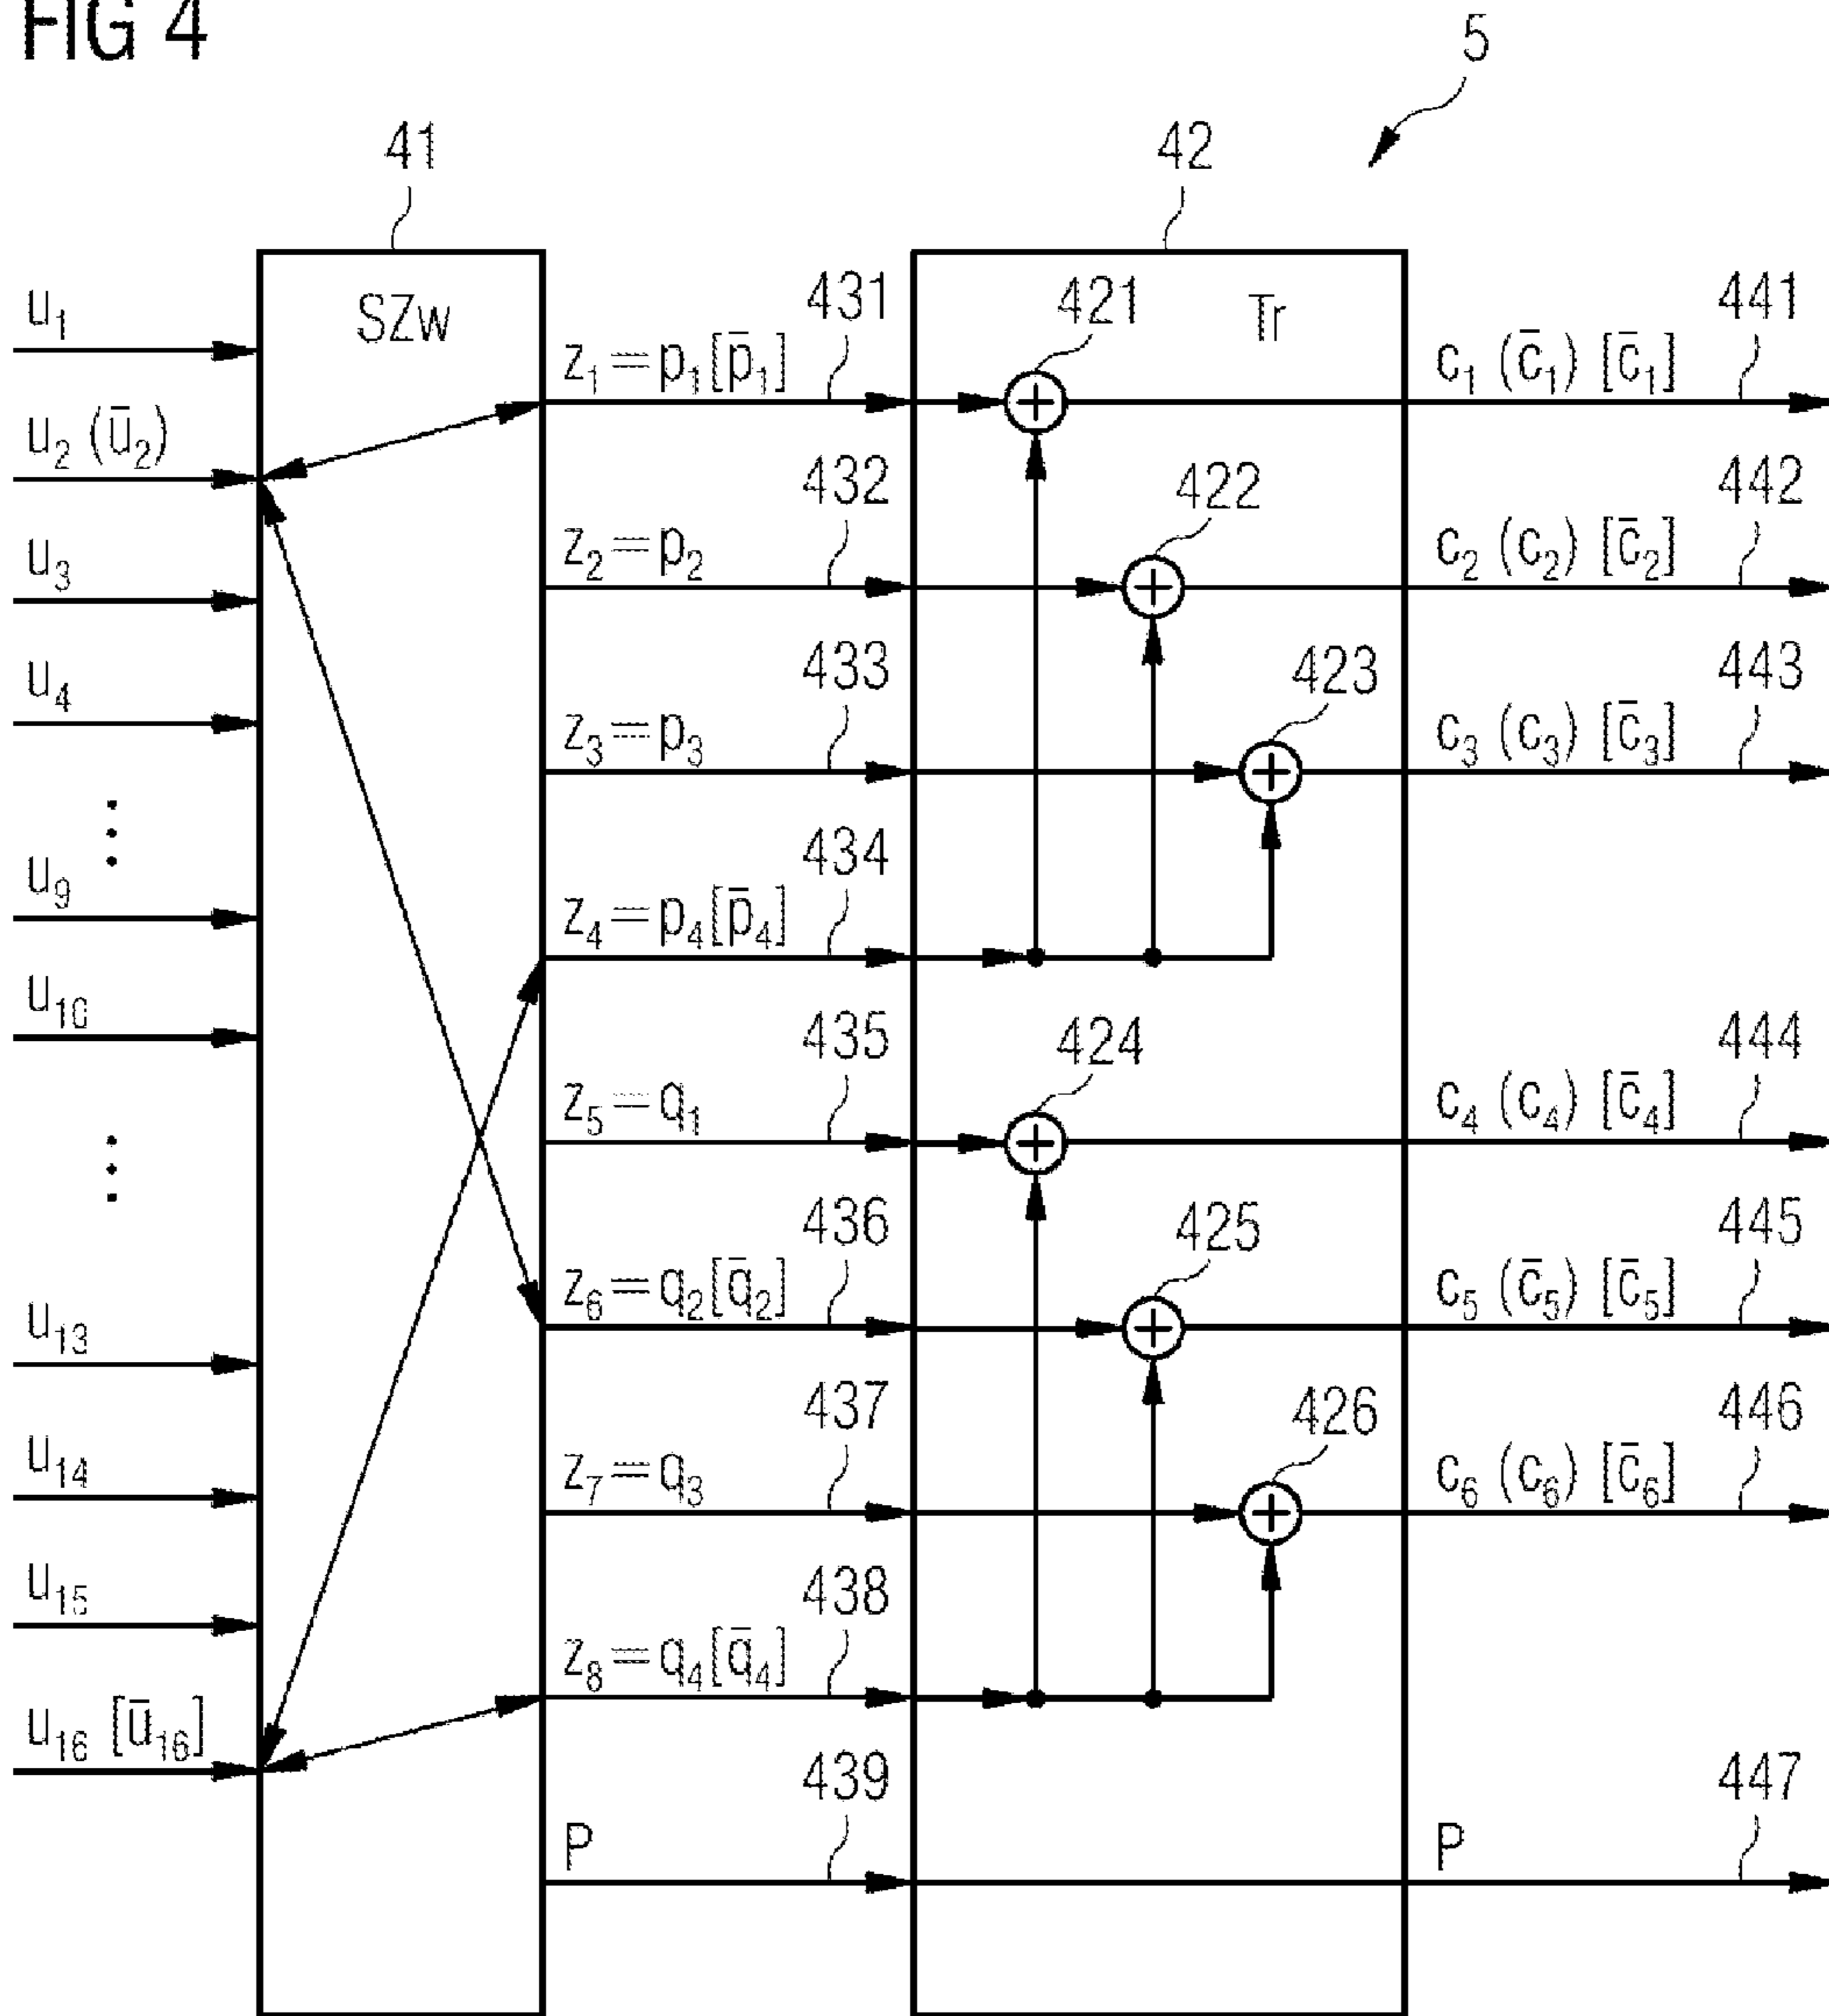 FIG 4
5
41
42
SZw
Tr
u₁
u₂ (ū₂)
u₃
u₄
⋮
u₉
u₁₀
⋮
u₁₃
u₁₄
u₁₅
u₁₆ [ū₁₆]
z₁=p₁[p̄₁]
431
z₂=p₂
432
z₃=p₃
433
z₄=p₄[p̄₄]
434
z₅=q₁
435
z₆=q₂[q̄₂]
436
z₇=q₃
437
z₈=q₄[q̄₄]
438
P
439
421
422
423
424
425
426
c₁ (c̄₁) [c̄₁]
441
c₂ (c₂) [c̄₂]
442
c₃ (c₃) [c̄₃]
443
c₄ (c₄) [c̄₄]
444
c₅ (c̄₅) [c̄₅]
445
c₆ (c₆) [c̄₆]
446
P
447